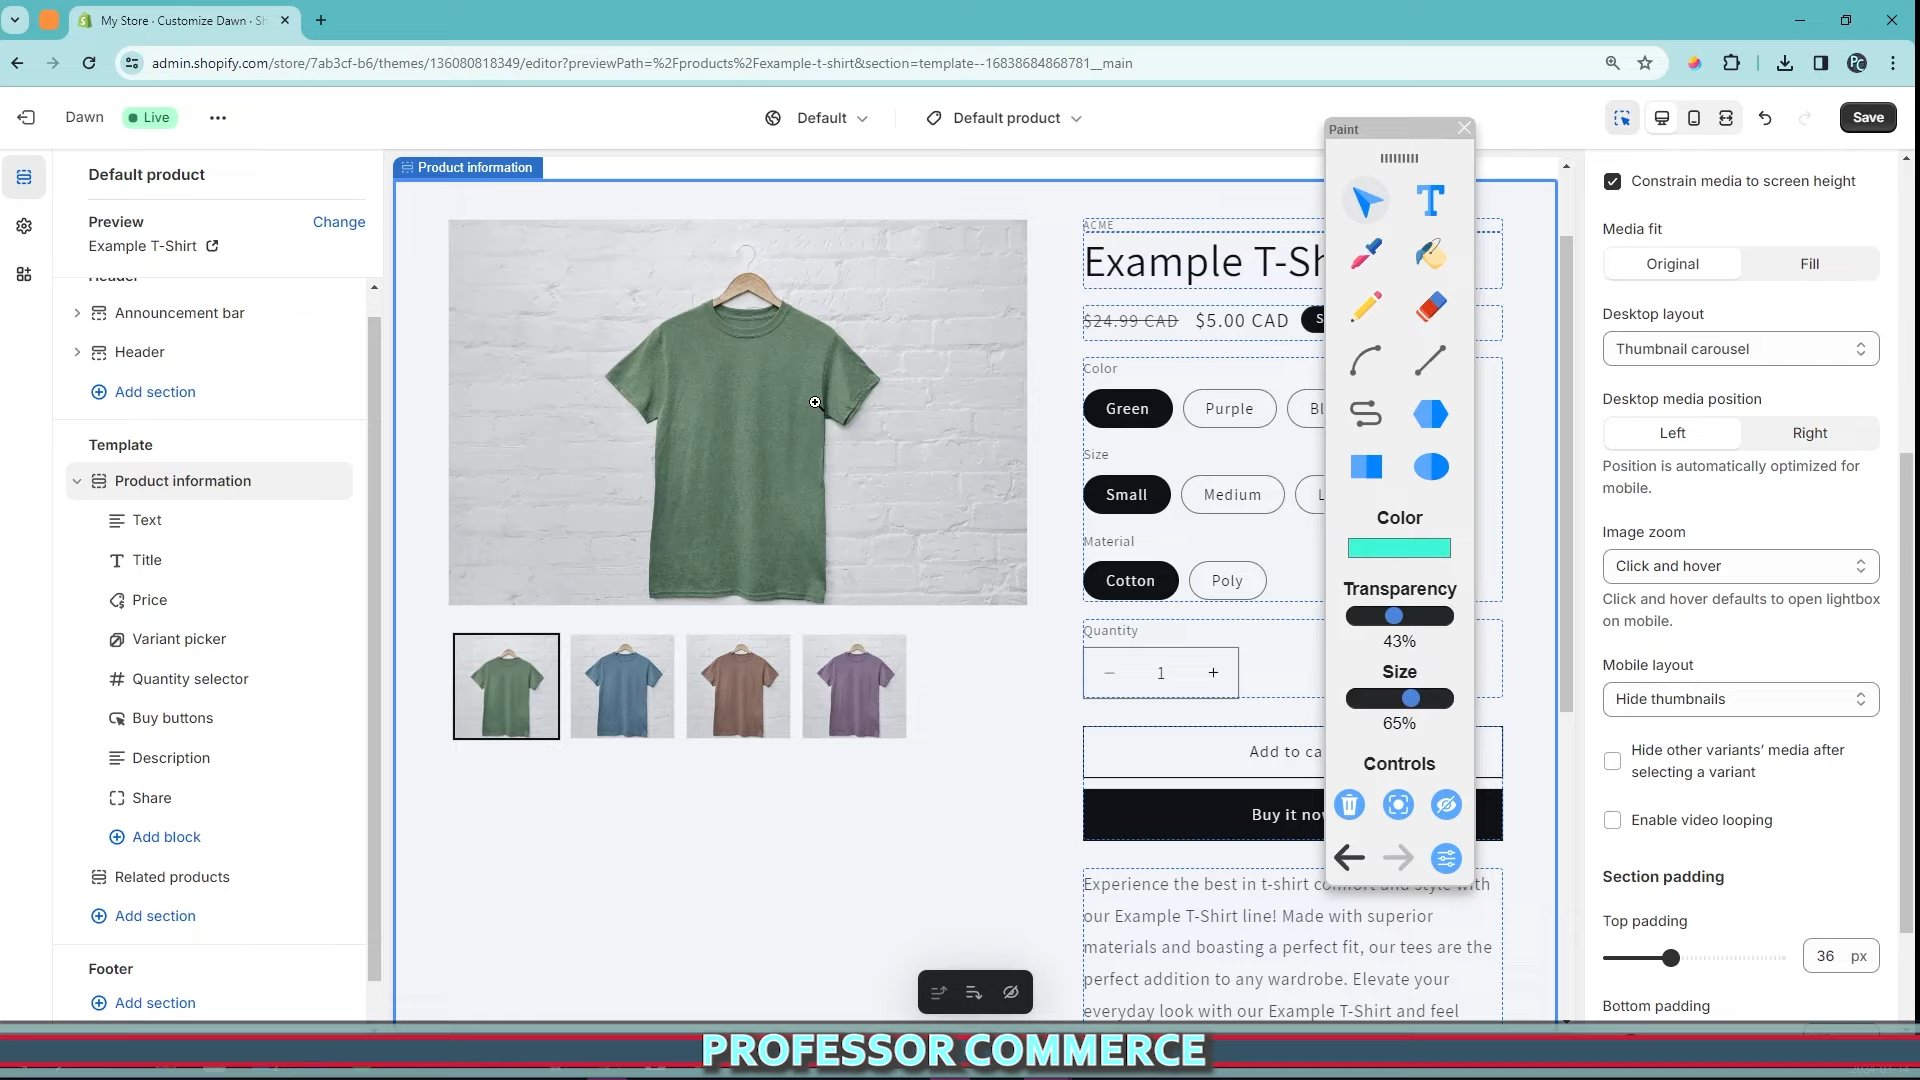 My Store · Customize Dawn · Sh
admin.shopify.com/store/7ab3cf-b6/themes/136080818349/editor?previewPath=%2Fproducts%2Fexample-t-shirt&section=template--16838684868781__main
Dawn
Live
Default
Default product
Save
Default product
Preview
Change
Example T-Shirt
Header
Announcement bar
Header
Add section
Template
Product information
Text
Title
Price
Variant picker
Quantity selector
Buy buttons
Description
Share
Add block
Related products
Add section
Footer
Add section
Product information
ACME
Example T-Sh
$24.99 CAD $5.00 CAD S
Color
Green Purple Bl
Size
Small Medium L
Material
Cotton Poly
Quantity
1
Add to ca
Buy it now
Experience the best in t-shirt comfort and style with
our Example T-Shirt line! Made with superior
materials and boasting a perfect fit, our tees are the
perfect addition to any wardrobe. Elevate your
everyday look with our Example T-Shirt and feel
Paint
T
Color
Transparency
43%
Size
65%
Controls
Constrain media to screen height
Media fit
Original Fill
Desktop layout
Thumbnail carousel
Desktop media position
Left Right
Position is automatically optimized for
mobile.
Image zoom
Click and hover
Click and hover defaults to open lightbox
on mobile.
Mobile layout
Hide thumbnails
Hide other variants’ media after
selecting a variant
Enable video looping
Section padding
Top padding
36 px
Bottom padding
PROFESSOR COMMERCE